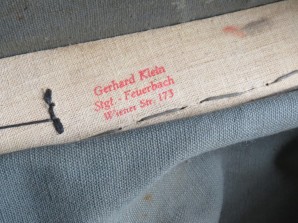 Gerhard Klein
Stgt.-Feuerbach
Wiener Str. 173